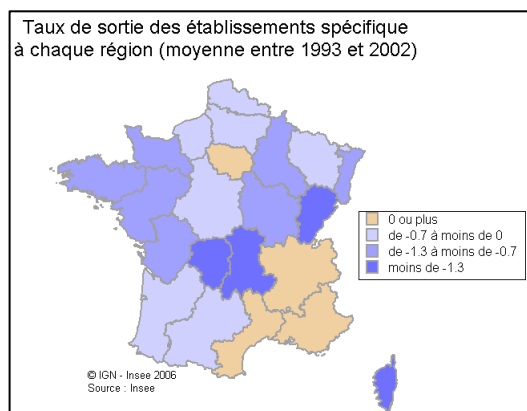 Taux de sortie des établissements spécifique
à chaque région (moyenne entre 1993 et 2002)
0 ou plus
de -0.7 à moins de 0
de -1.3 à moins de -0.7
moins de -1.3
© IGN - Insee 2006
Source : Insee